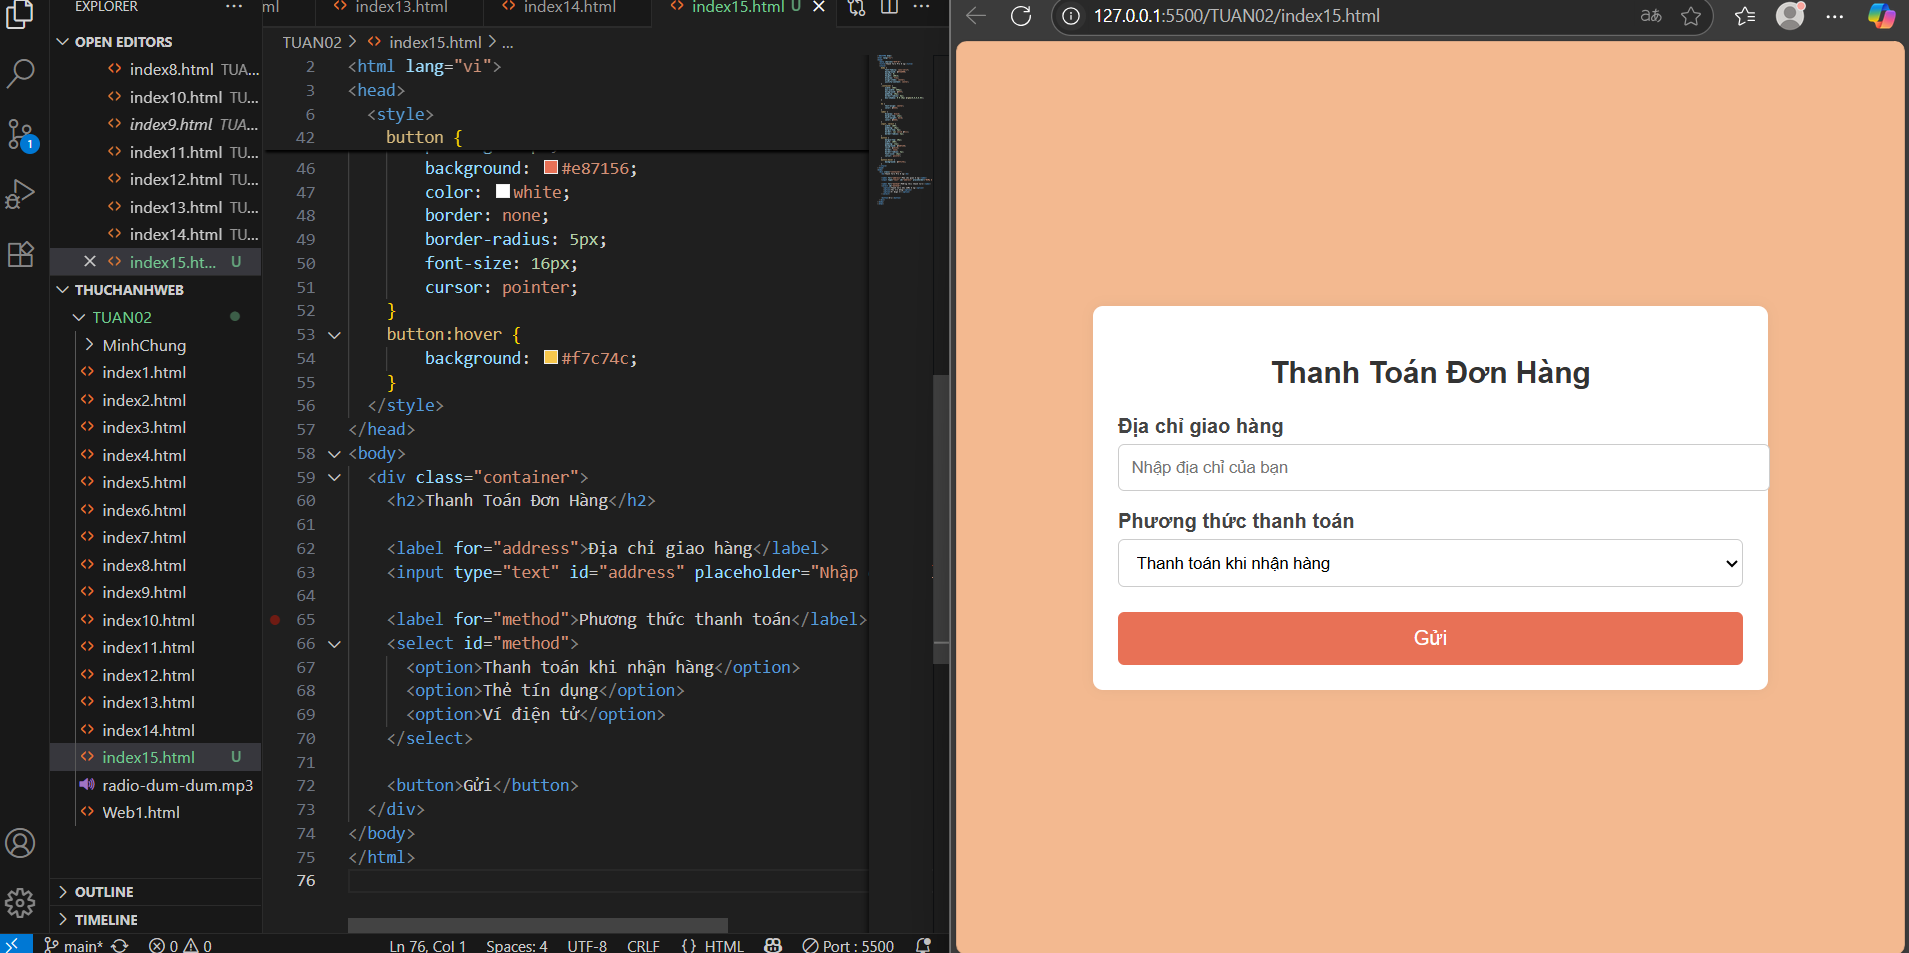 EXPLORER
OPEN EDITORS
index8.html TUA...
index10.html TU...
index9.html TUA...
index11.html TU...
index12.html TU...
index13.html TU...
index14.html TU...
index15.ht... U
THUCHANHWEB
TUAN02
MinhChung
index1.html
index2.html
index3.html
index4.html
index5.html
index6.html
index7.html
index8.html
index9.html
index10.html
index11.html
index12.html
index13.html
index14.html
index15.html U
radio-dum-dum.mp3
Web1.html
OUTLINE
TIMELINE
1
ml index13.html index14.html index15.html U
TUAN02 > index15.html > ...
2 <html lang="vi">
3 <head>
6 <style>
42 button {
46 background: #e87156;
47 color: white;
48 border: none;
49 border-radius: 5px;
50 font-size: 16px;
51 cursor: pointer;
52 }
53 button:hover {
54 background: #f7c74c;
55 }
56 </style>
57 </head>
58 <body>
59 <div class="container">
60 <h2>Thanh Toán Đơn Hàng</h2>
61
62 <label for="address">Địa chỉ giao hàng</label>
63 <input type="text" id="address" placeholder="Nhập
64
65 <label for="method">Phương thức thanh toán</label>
66 <select id="method">
67 <option>Thanh toán khi nhận hàng</option>
68 <option>Thẻ tín dụng</option>
69 <option>Ví điện tử</option>
70 </select>
71
72 <button>Gửi</button>
73 </div>
74 </body>
75 </html>
76
main* 0 0 Ln 76, Col 1 Spaces: 4 UTF-8 CRLF {} HTML Port : 5500
127.0.0.1:5500/TUAN02/index15.html
Thanh Toán Đơn Hàng
Địa chỉ giao hàng
Nhập địa chỉ của bạn
Phương thức thanh toán
Thanh toán khi nhận hàng
Gửi